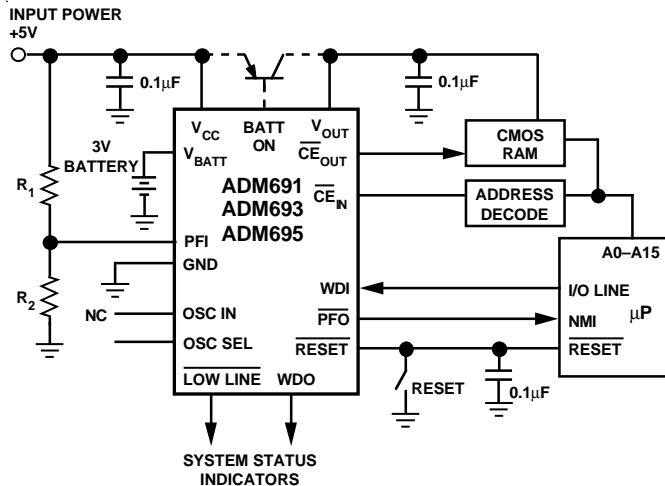 INPUT POWER
+5V
0.1µF
0.1µF
VCC
BATT
ON
VOUT
3V
BATTERY
VBATT
CEOUT
CMOS
RAM
R1
ADM691
ADM693
ADM695
CEIN
ADDRESS
DECODE
PFI
A0–A15
GND
R2
WDI
I/O LINE
µP
NC
OSC IN
PFO
NMI
OSC SEL
RESET
RESET
LOW LINE
WDO
RESET
0.1µF
SYSTEM STATUS
INDICATORS